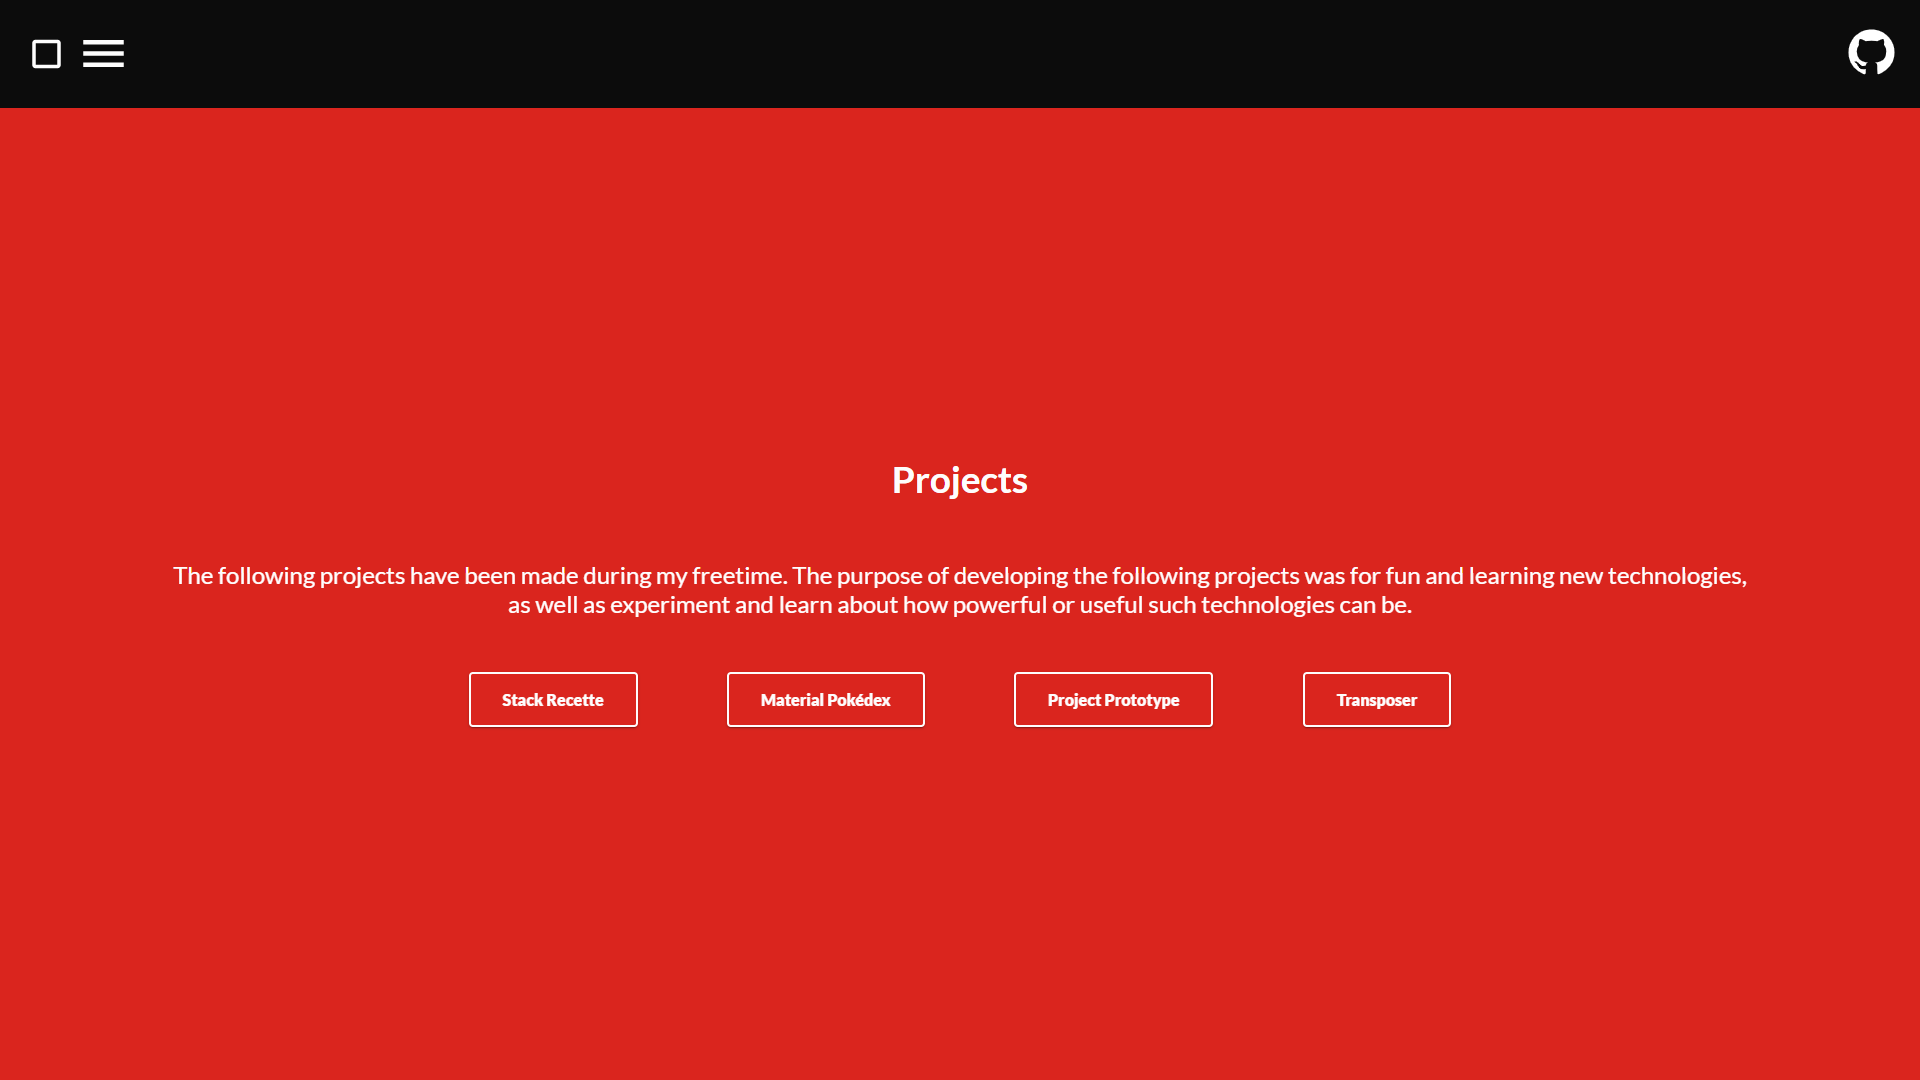 Projects
The following projects have been made during my freetime. The purpose of developing the following projects was for fun and learning new technologies,
as well as experiment and learn about how powerful or useful such technologies can be.
Stack Recette
Material Pokédex
Project Prototype
Transposer